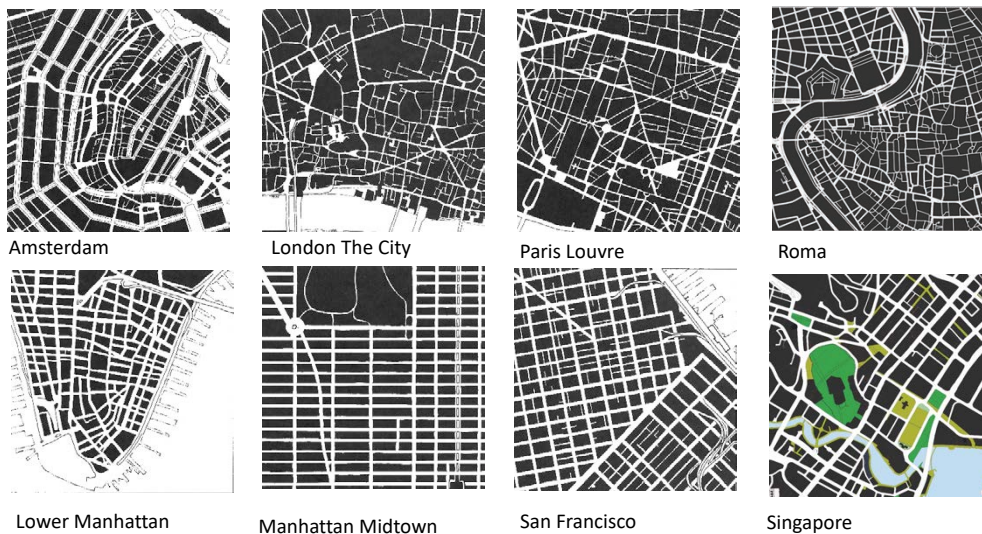 Amsterdam
London The City
Paris Louvre
Roma
Lower Manhattan
Manhattan Midtown
San Francisco
Singapore